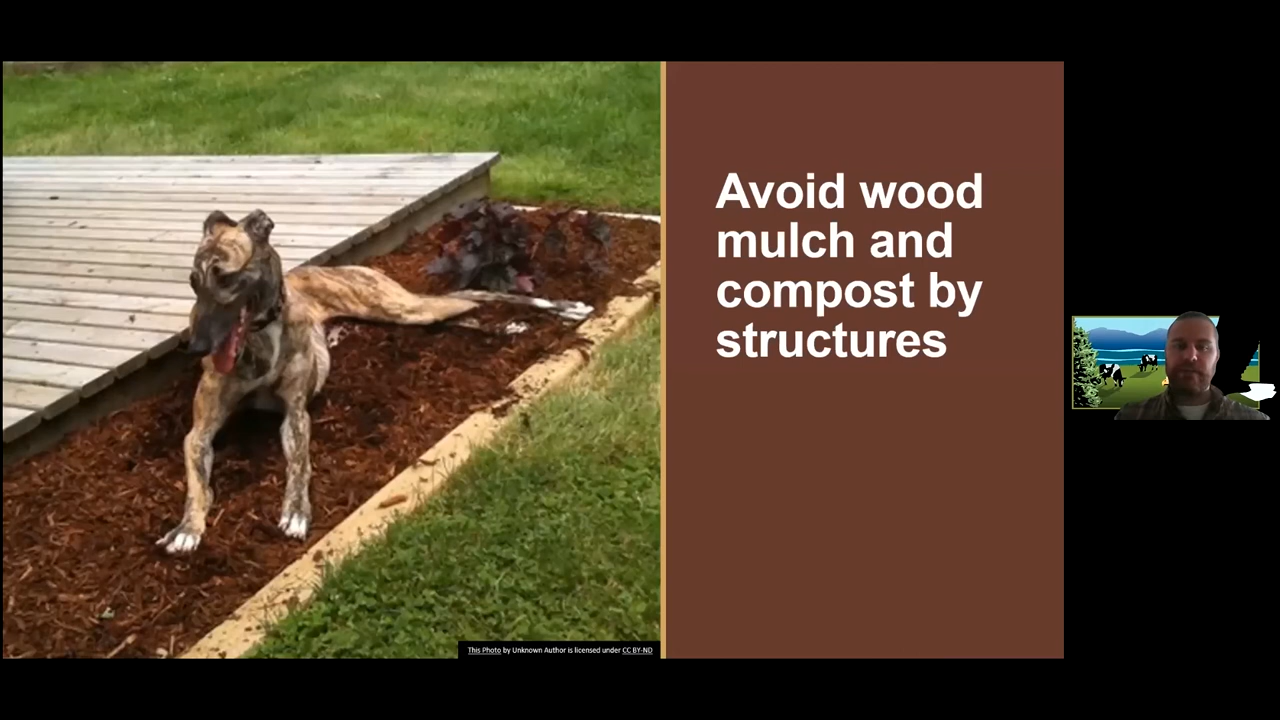 Avoid wood
mulch and
compost by
structures
This Photo by Unknown Author is licensed under CC BY-ND